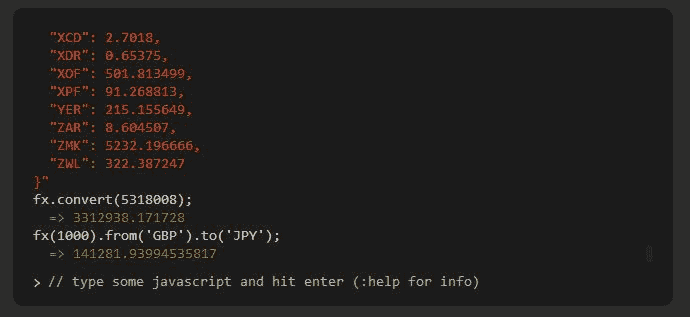 "XCD": 2.7018,
"XDR": 0.65375,
"XOF": 501.813499,
"XPF": 91.268813,
"YER": 215.155649,
"ZAR": 8.604507,
"ZMK": 5232.196666,
"ZWL": 322.387247
}"
fx.convert(5318008);
=> 3312938.171728
fx(1000).from('GBP').to('JPY');
=> 141281.93994535817
> // type some javascript and hit enter (:help for info)